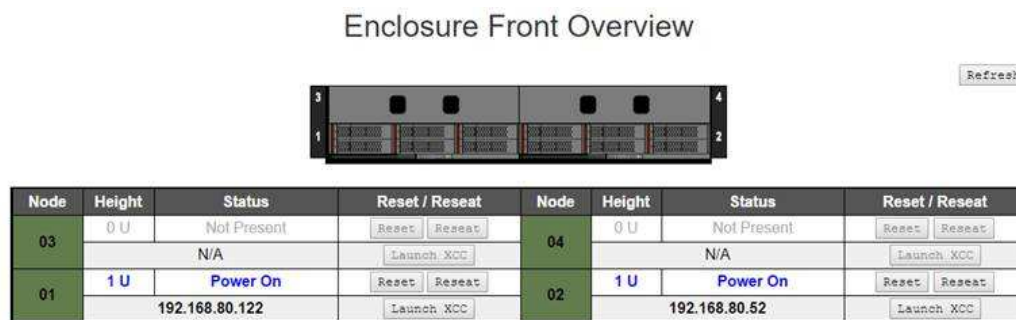 Enclosure Front Overview
Refresh
3 4
1 2
Node Height Status Reset / Reseat Node Height Status Reset / Reseat
03 0 U Not Present Reset Reseat 04 0 U Not Present Reset Reseat
N/A Launch XCC N/A Launch XCC
01 1 U Power On Reset Reseat 02 1 U Power On Reset Reseat
192.168.80.122 Launch XCC 192.168.80.52 Launch XCC